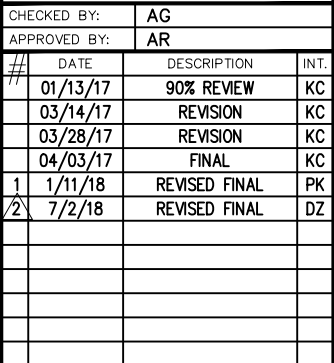 CHECKED BY: AG
APPROVED BY: AR
# DATE DESCRIPTION INT.
01/13/17 90% REVIEW KC
03/14/17 REVISION KC
03/28/17 REVISION KC
04/03/17 FINAL KC
1 1/11/18 REVISED FINAL PK
2 7/2/18 REVISED FINAL DZ